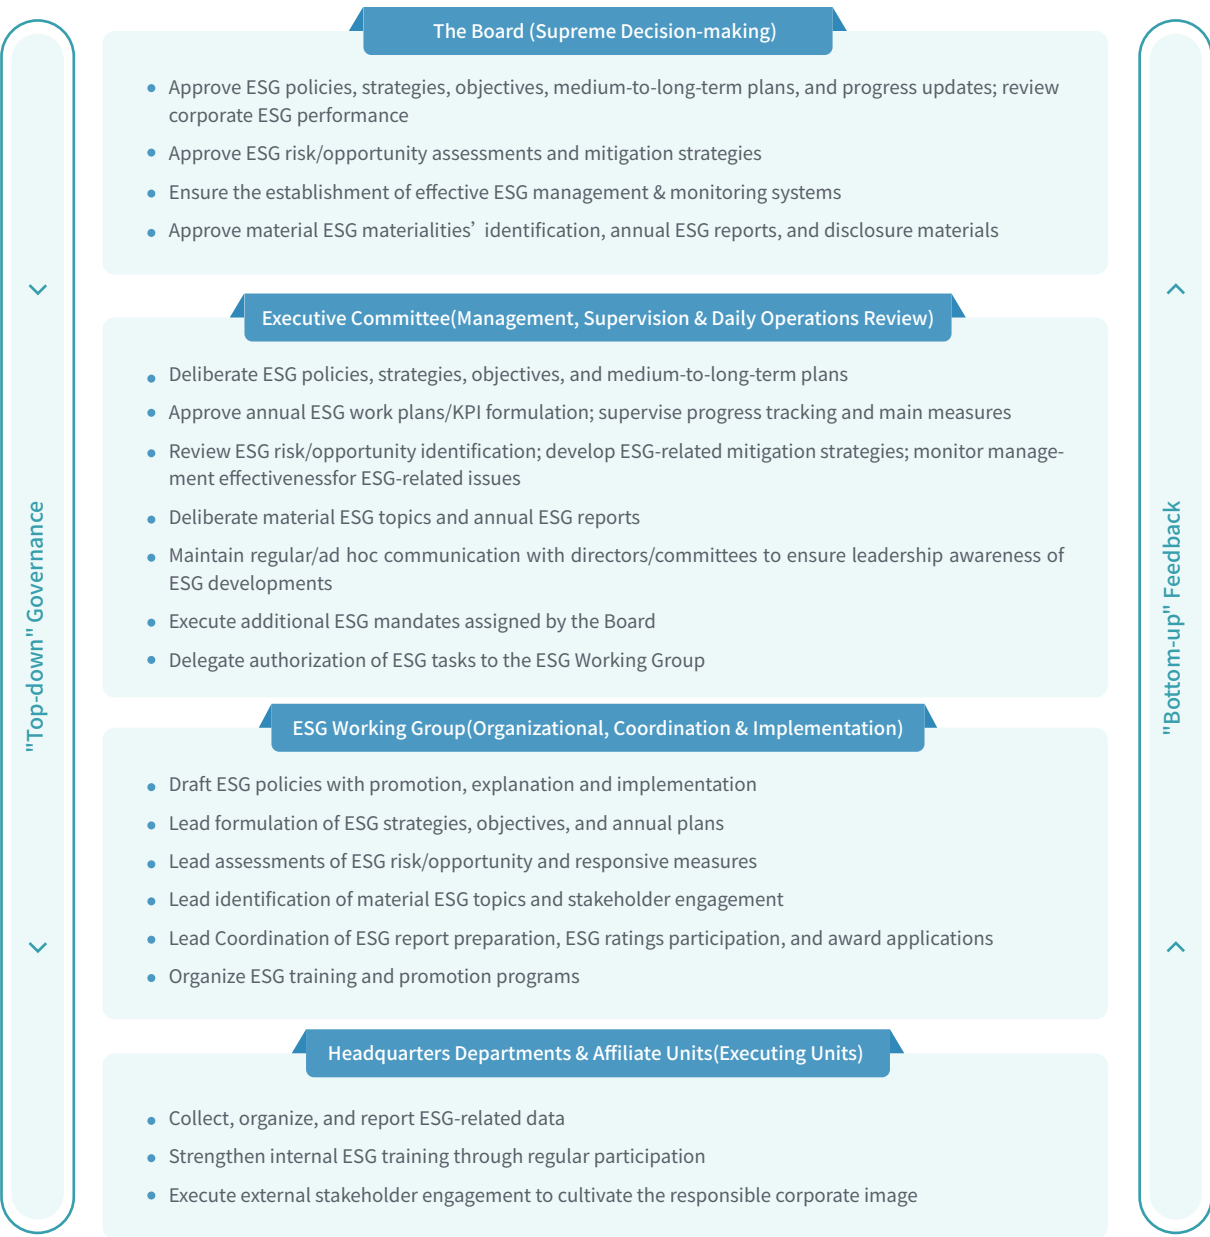 The Board (Supreme Decision-making)
Approve ESG policies, strategies, objectives, medium-to-long-term plans, and progress updates; review
corporate ESG performance
Approve ESG risk/opportunity assessments and mitigation strategies
Ensure the establishment of effective ESG management & monitoring systems
Approve material ESG materialities’ identification, annual ESG reports, and disclosure materials
Executive Committee(Management, Supervision & Daily Operations Review)
Deliberate ESG policies, strategies, objectives, and medium-to-long-term plans
Approve annual ESG work plans/KPI formulation; supervise progress tracking and main measures
Review ESG risk/opportunity identification; develop ESG-related mitigation strategies; monitor manage-
ment effectivenessfor ESG-related issues
Deliberate material ESG topics and annual ESG reports
Maintain regular/ad hoc communication with directors/committees to ensure leadership awareness of
ESG developments
Execute additional ESG mandates assigned by the Board
Delegate authorization of ESG tasks to the ESG Working Group
ESG Working Group(Organizational, Coordination & Implementation)
Draft ESG policies with promotion, explanation and implementation
Lead formulation of ESG strategies, objectives, and annual plans
Lead assessments of ESG risk/opportunity and responsive measures
Lead identification of material ESG topics and stakeholder engagement
Lead Coordination of ESG report preparation, ESG ratings participation, and award applications
Organize ESG training and promotion programs
Headquarters Departments & Affiliate Units(Executing Units)
Collect, organize, and report ESG-related data
Strengthen internal ESG training through regular participation
Execute external stakeholder engagement to cultivate the responsible corporate image
"Top-down" Governance
"Bottom-up" Feedback